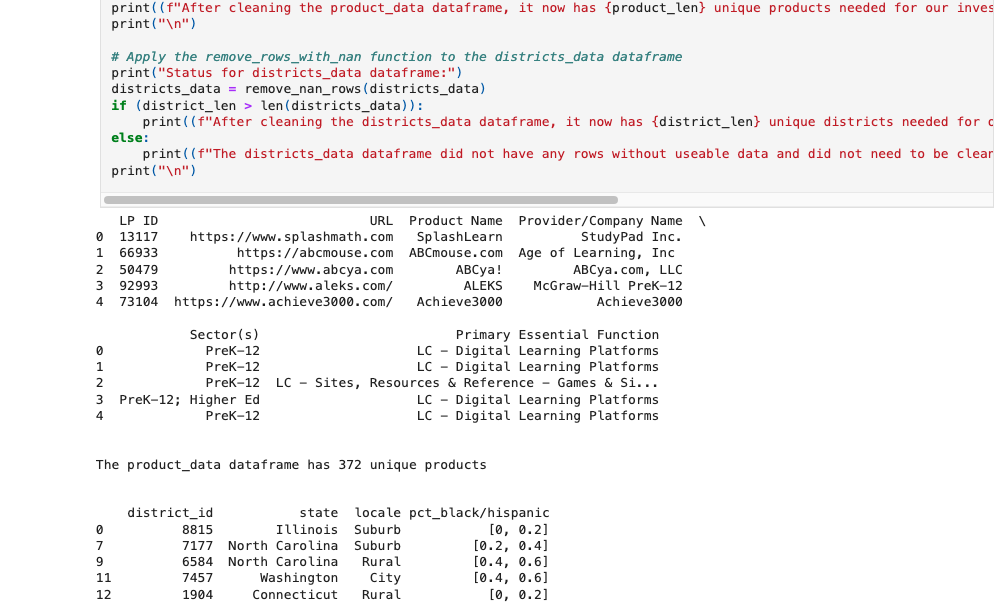 print((f"After cleaning the product_data dataframe, it now has {product_len} unique products needed for our inves
print("\n")
# Apply the remove_rows_with_nan function to the districts_data dataframe
print("Status for districts_data dataframe:")
districts_data = remove_nan_rows(districts_data)
if (district_len > len(districts_data)):
    print((f"After cleaning the districts_data dataframe, it now has {district_len} unique districts needed for o
else:
    print((f"The districts_data dataframe did not have any rows without useable data and did not need to be clean
print("\n")
   LP ID                           URL  Product Name  Provider/Company Name  \
0  13117    https://www.splashmath.com   SplashLearn           StudyPad Inc.
1  66933          https://abcmouse.com  ABCmouse.com  Age of Learning, Inc
2  50479         https://www.abcya.com        ABCya!         ABCya.com, LLC
3  92993         http://www.aleks.com/         ALEKS    McGraw-Hill PreK-12
4  73104  https://www.achieve3000.com/   Achieve3000           Achieve3000
            Sector(s)                         Primary Essential Function
0             PreK-12                    LC - Digital Learning Platforms
1             PreK-12                    LC - Digital Learning Platforms
2             PreK-12  LC - Sites, Resources & Reference - Games & Si...
3  PreK-12; Higher Ed                    LC - Digital Learning Platforms
4             PreK-12                    LC - Digital Learning Platforms
The product_data dataframe has 372 unique products
    district_id           state  locale pct_black/hispanic
0          8815        Illinois  Suburb           [0, 0.2]
7          7177  North Carolina  Suburb         [0.2, 0.4]
9          6584  North Carolina   Rural         [0.4, 0.6]
11         7457      Washington    City         [0.4, 0.6]
12         1904     Connecticut   Rural           [0, 0.2]